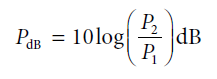 P_dB = 10 log(P_2/P_1) dB